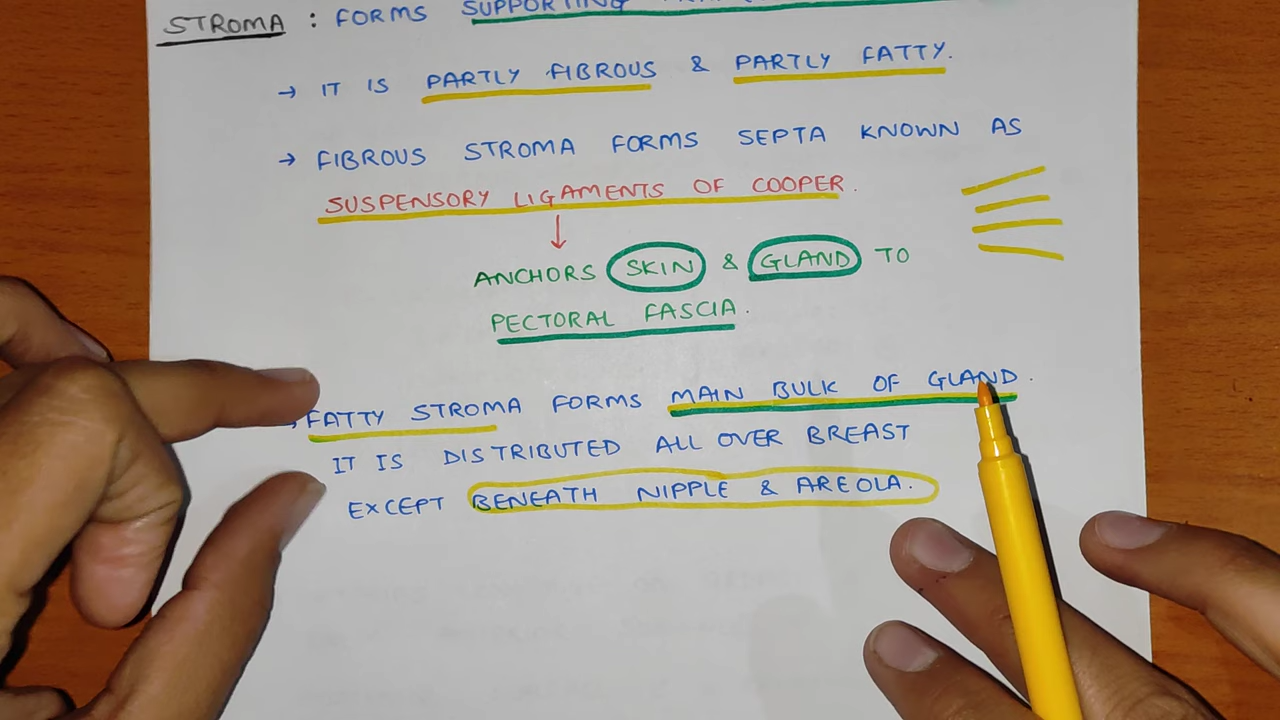 STROMA : FORMS SUPPORTING
→ IT IS PARTLY FIBROUS & PARTLY FATTY.
→ FIBROUS STROMA FORMS SEPTA KNOWN AS
SUSPENSORY LIGAMENTS OF COOPER.
↓
ANCHORS SKIN & GLAND TO
PECTORAL FASCIA.
FATTY STROMA FORMS MAIN BULK OF GLAND.
IT IS DISTRIBUTED ALL OVER BREAST
EXCEPT BENEATH NIPPLE & AREOLA.